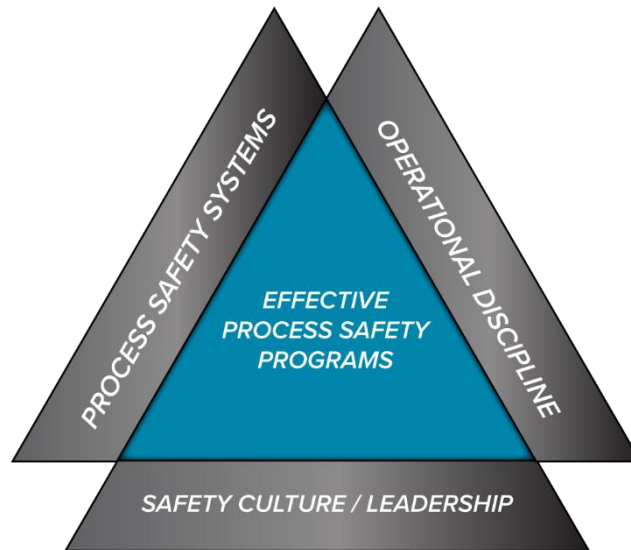 PROCESS SAFETY SYSTEMS
OPERATIONAL DISCIPLINE
EFFECTIVE
PROCESS SAFETY
PROGRAMS
SAFETY CULTURE / LEADERSHIP